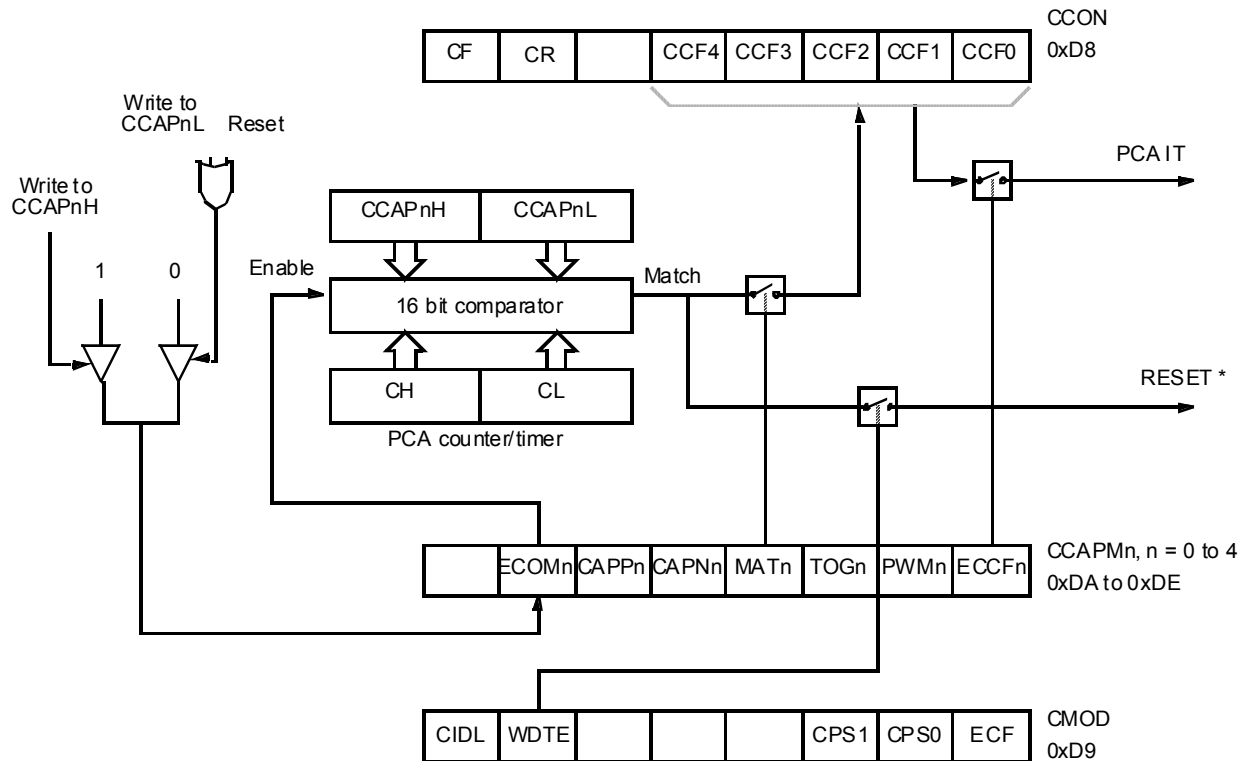 CCON
0xD8
CF CR CCF4 CCF3 CCF2 CCF1 CCF0
Write to
CCAPnL Reset
Write to
CCAPnH
PCA IT
CCAPnH CCAPnL
1 0
Enable
Match
16 bit comparator
CH CL
PCA counter/timer
RESET *
ECOMn CAPPn CAPNn MATn TOGn PWMn ECCFn
CCAPMn, n = 0 to 4
0xDA to 0xDE
CIDL WDTE CPS1 CPS0 ECF
CMOD
0xD9